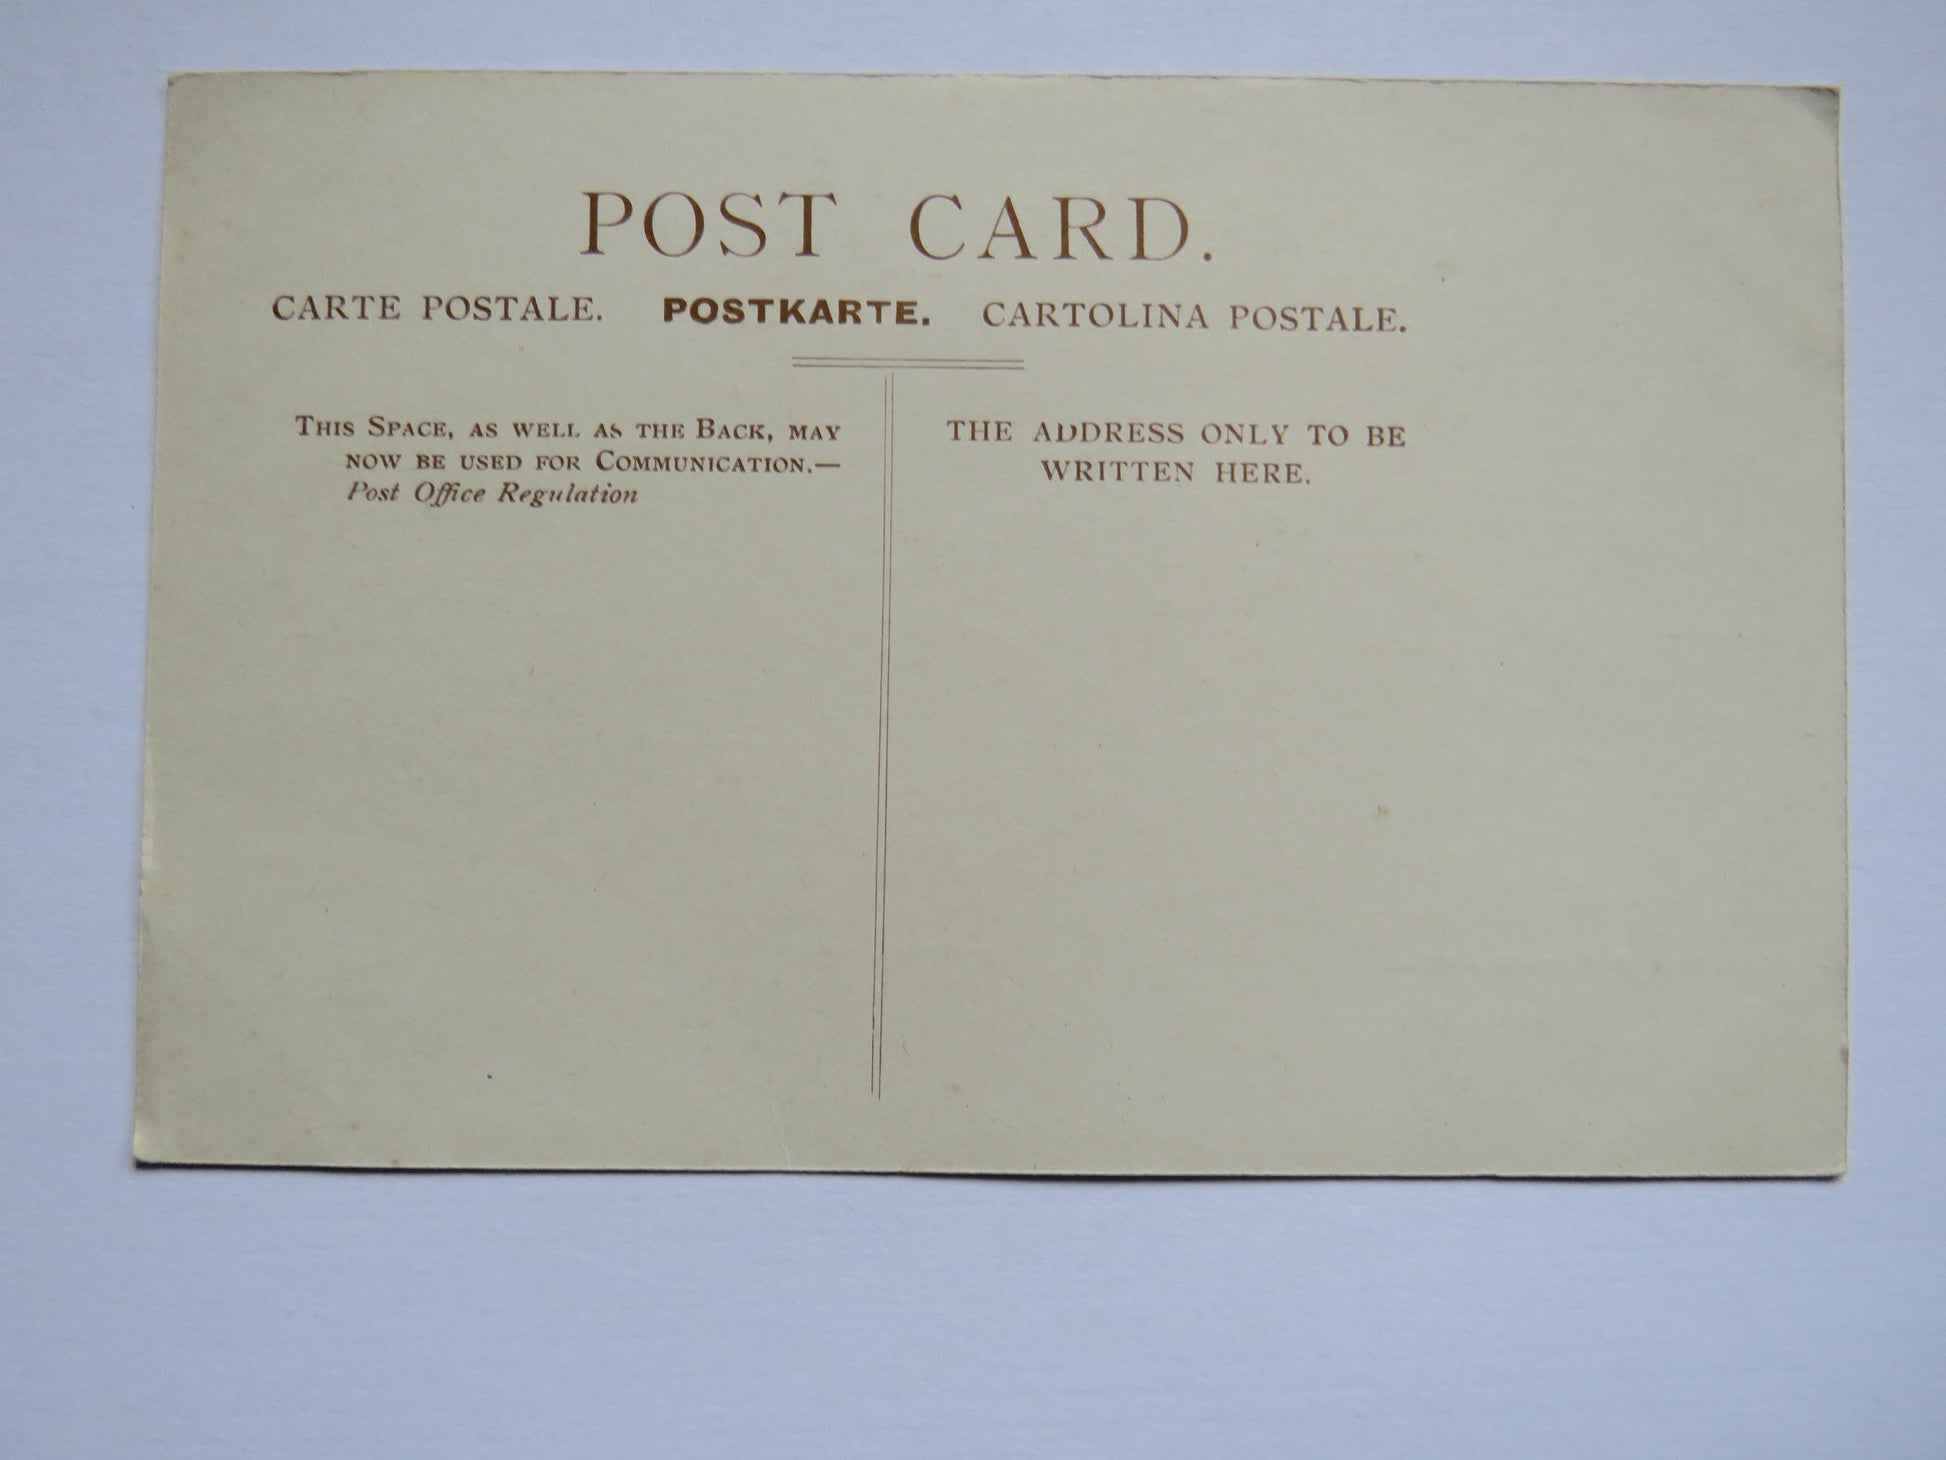 POST CARD.
CARTE POSTALE. POSTKARTE. CARTOLINA POSTALE.
THIS SPACE, AS WELL AS THE BACK, MAY
NOW BE USED FOR COMMUNICATION.—
Post Office Regulation
THE ADDRESS ONLY TO BE
WRITTEN HERE.